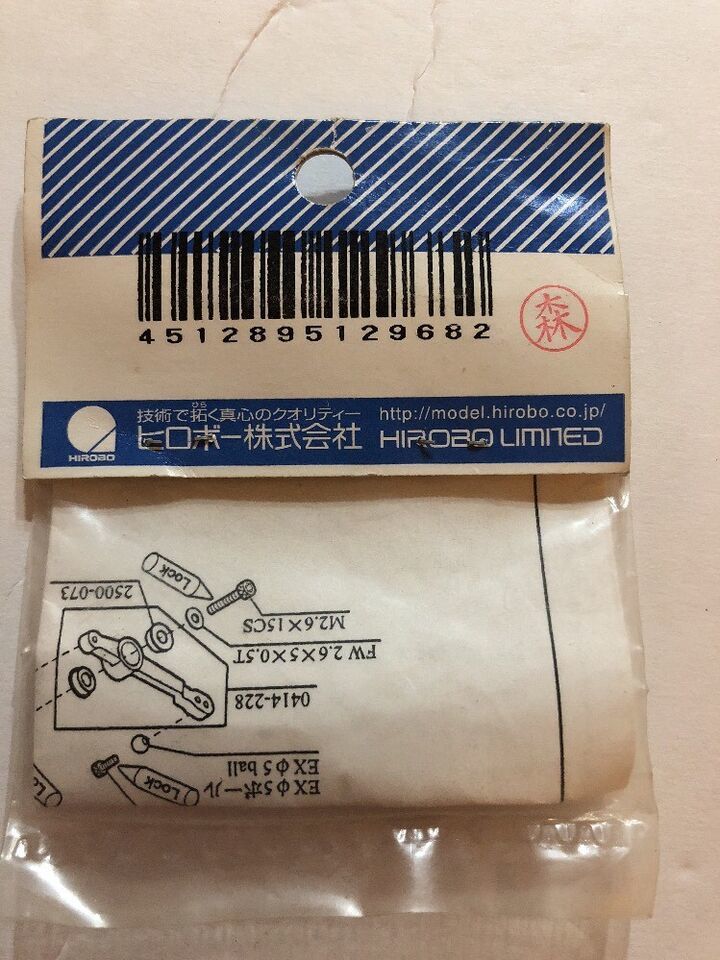 4512895129682
森
技術で拓く真心のクオリティー
ひら
http://model.hirobo.co.jp/
HIROBO
ヒロボー株式会社
HIROBO LIMITED
EXφ5ボール
EXφ5 ball
Lock
0414-228
FW 2.6×5×0.5T
M2.6×15CS
2500-073
Lock